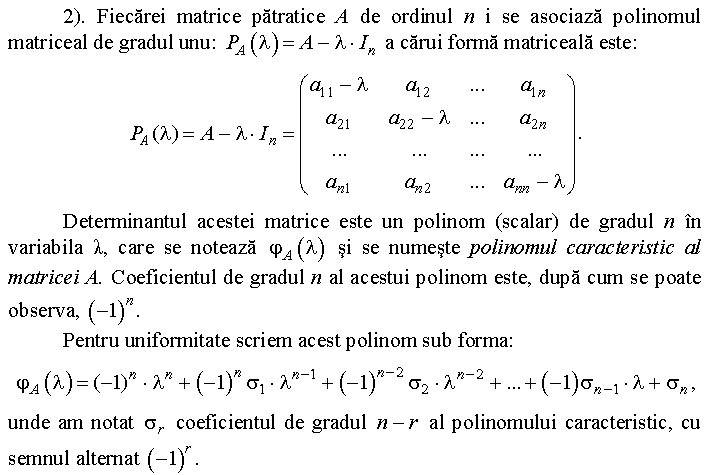 2). Fiecărei matrice pătratice A de ordinul n i se asociază polinomul
matriceal de gradul unu: P_A(λ) = A − λ · I_n a cărui formă matriceală este:
P_A(λ) = A − λ · I_n = ( a_11 − λ a_12 ... a_1n
a_21 a_22 − λ ... a_2n
... ... ... ...
a_n1 a_n2 ... a_nn − λ ).
Determinantul acestei matrice este un polinom (scalar) de gradul n în
variabila λ, care se notează φ_A(λ) şi se numeşte polinomul caracteristic al
matricei A. Coeficientul de gradul n al acestui polinom este, după cum se poate
observa, (−1)^n.
Pentru uniformitate scriem acest polinom sub forma:
φ_A(λ) = (−1)^n · λ^n + (−1)^n σ_1 · λ^{n−1} + (−1)^{n−2} σ_2 · λ^{n−2} + ... + (−1)σ_{n−1} · λ + σ_n,
unde am notat σ_r coeficientul de gradul n − r al polinomului caracteristic, cu
semnul alternat (−1)^r.